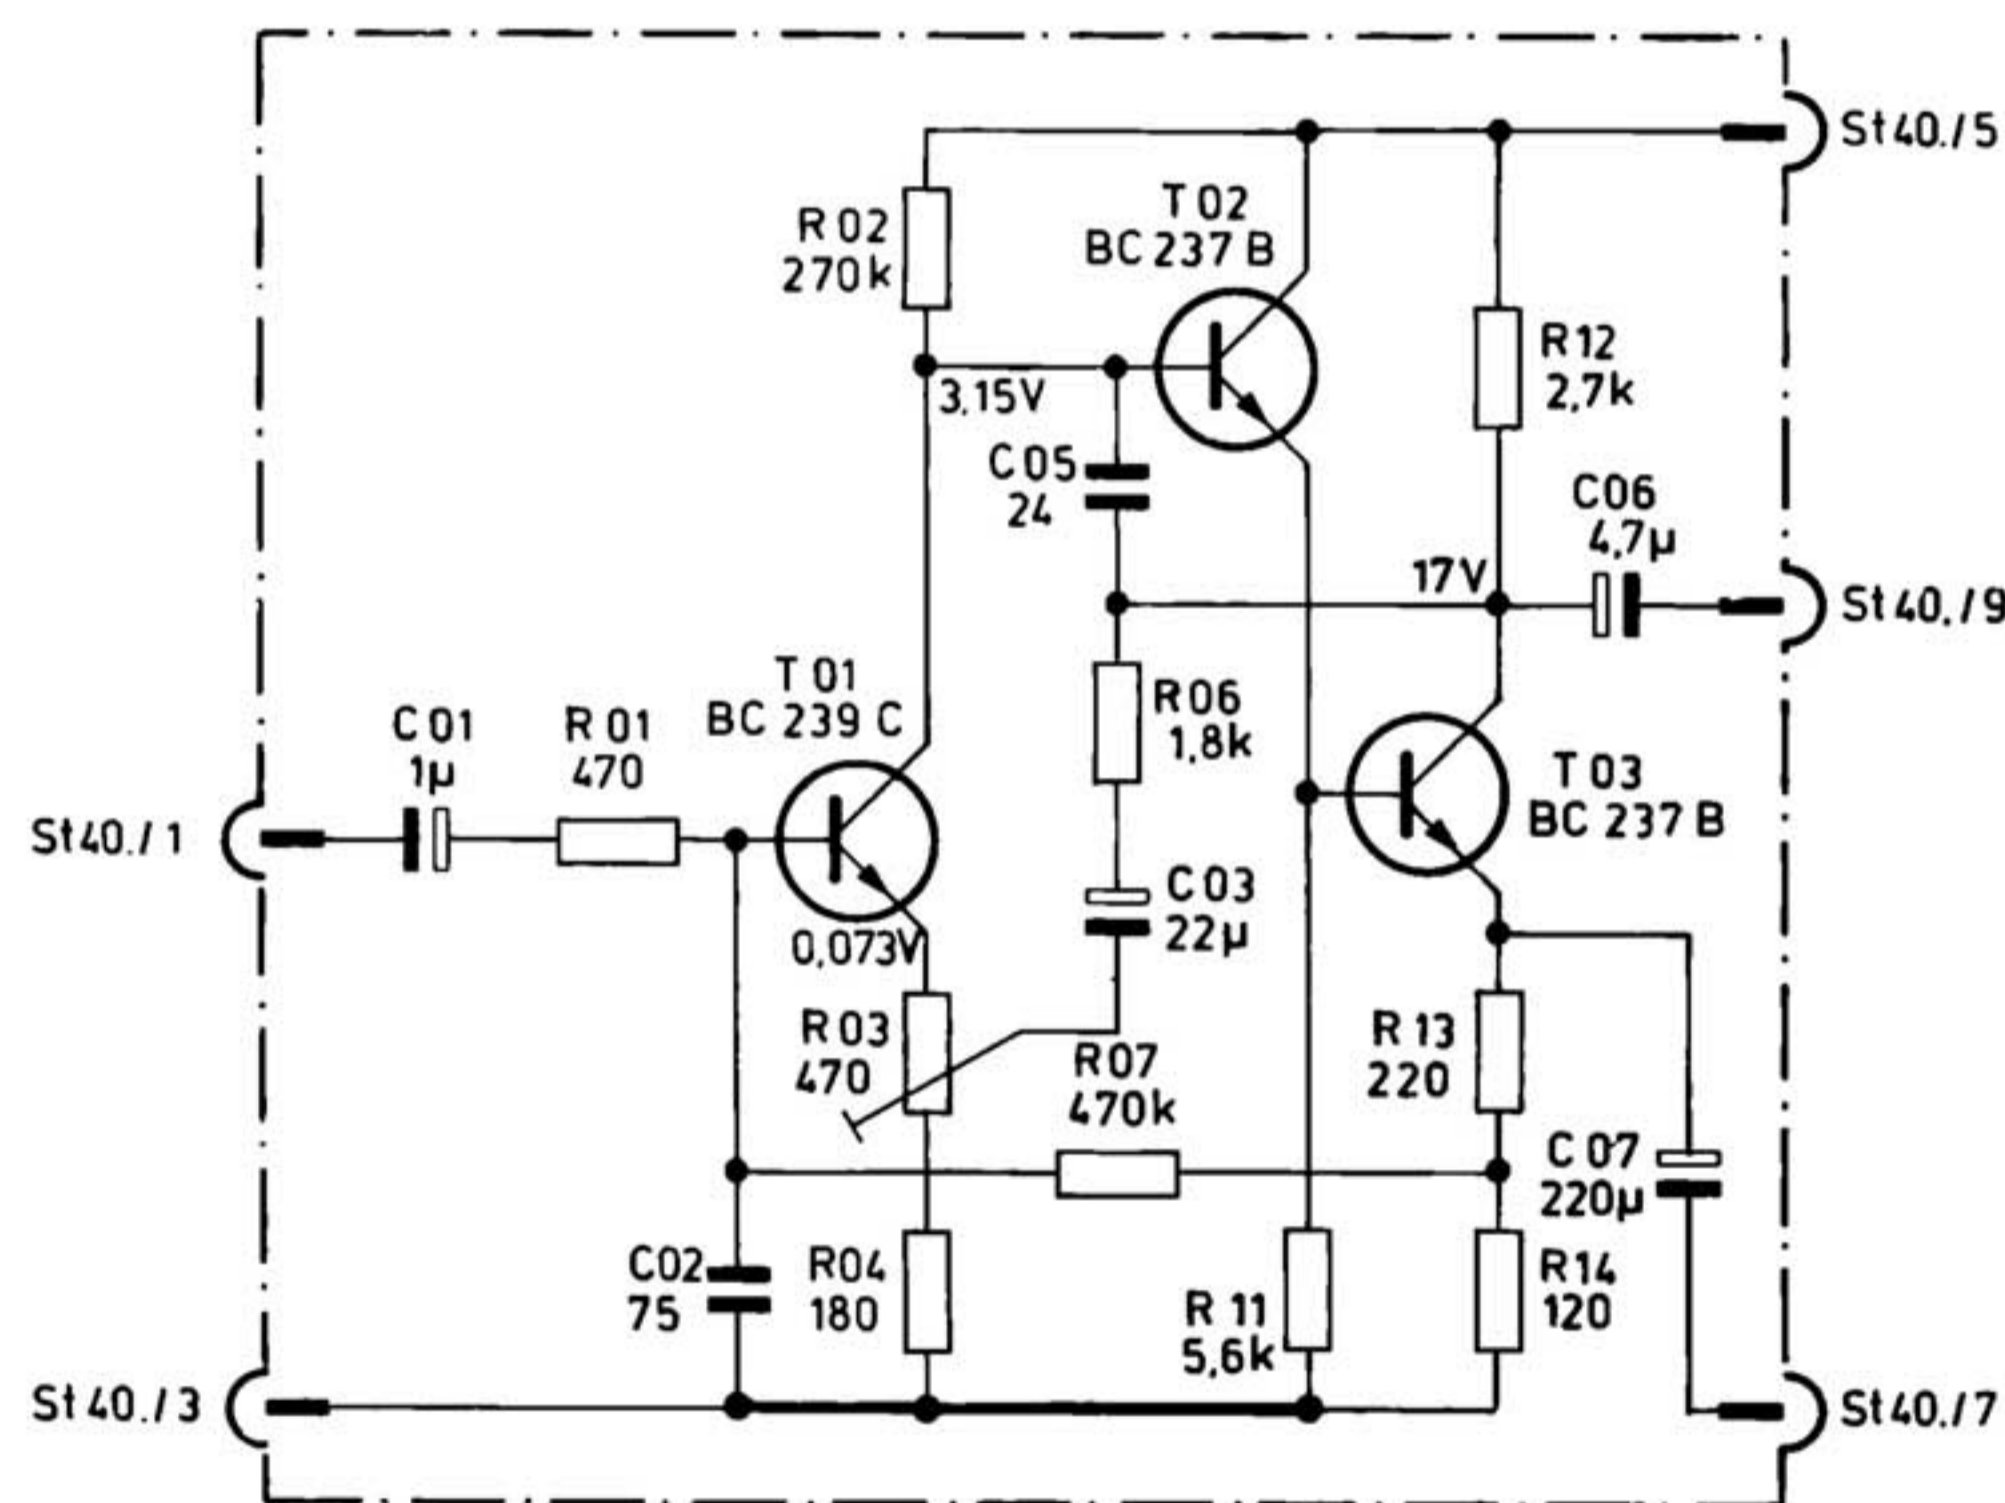 St40./5
T02
BC 237 B
R02
270k
R12
2,7k
3,15V
C05
24
C06
4,7µ
17V
St40./9
T01
BC 239 C
R06
1,8k
C01
1µ
R01
470
T03
BC 237 B
St40./1
C03
22µ
0,073V
R03
470
R07
470k
R13
220
C07
220µ
C02
75
R04
180
R11
5,6k
R14
120
St40./3
St40./7